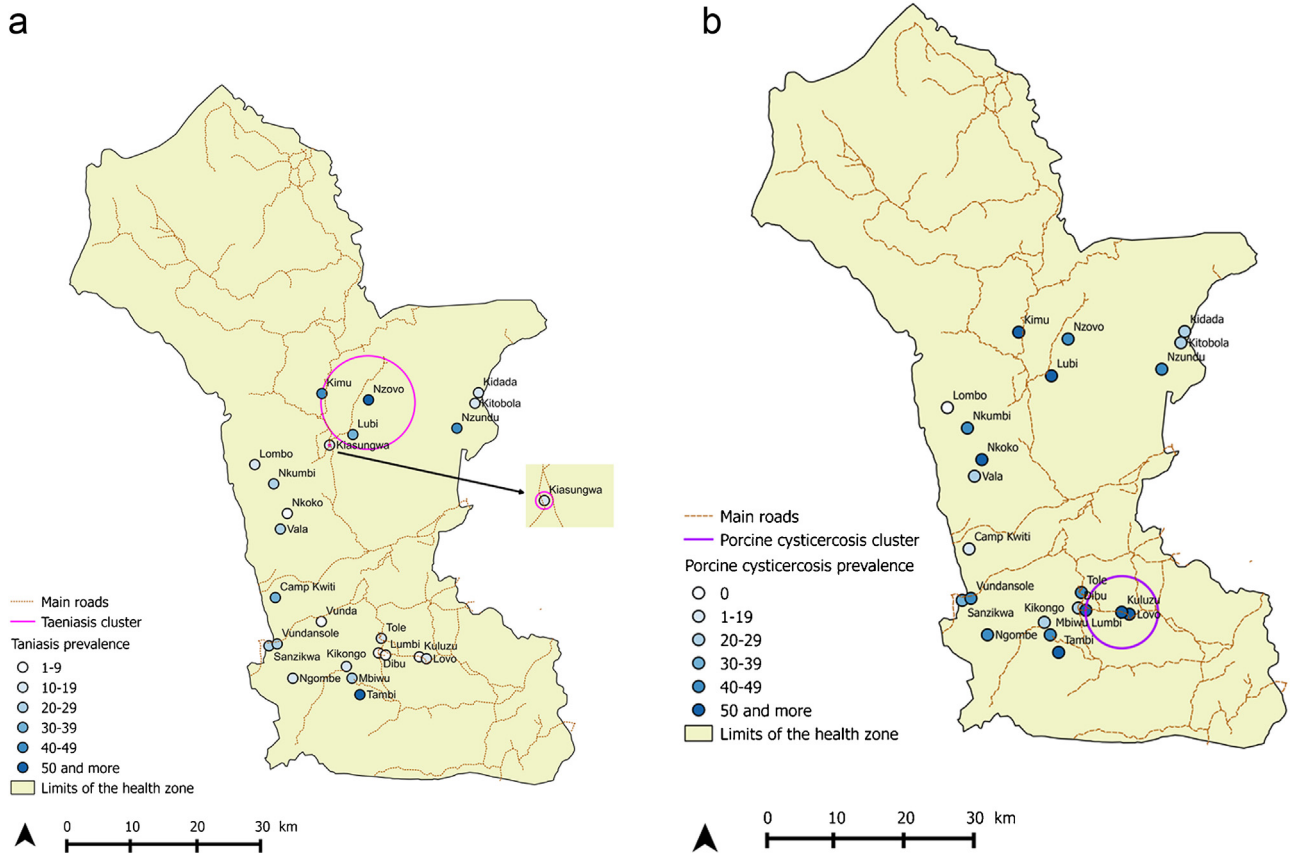 a
Kimu
Nzovo
Kidada
Kitobola
Lubi
Nzundu
Kiasungwa
Lombo
Nkumbi
Kiasungwa
Nkoko
Vala
Camp Kwiti
Main roads
Vunda
Taeniasis cluster
Vundansole
Tole
Taniasis prevalence
Lumbi
Kuluzu
Sanzikwa
Kikongo
Dibu
Lovo
1-9
10-19
Ngombe
Mbiwu
20-29
Tambi
30-39
40-49
50 and more
Limits of the health zone
0 10 20 30 km
b
Kimu
Nzovo
Kidada
Kitobola
Lubi
Nzundu
Lombo
Nkumbi
Nkoko
Vala
Main roads
Porcine cysticercosis cluster
Camp Kwiti
Porcine cysticercosis prevalence
Vundansole
Tole
Dibu
0
Kuluzu
1-19
Sanzikwa
Kikongo
Lovo
Mbiwu
Lumbi
20-29
Ngombe
Tambi
30-39
40-49
50 and more
Limits of the health zone
0 10 20 30 km